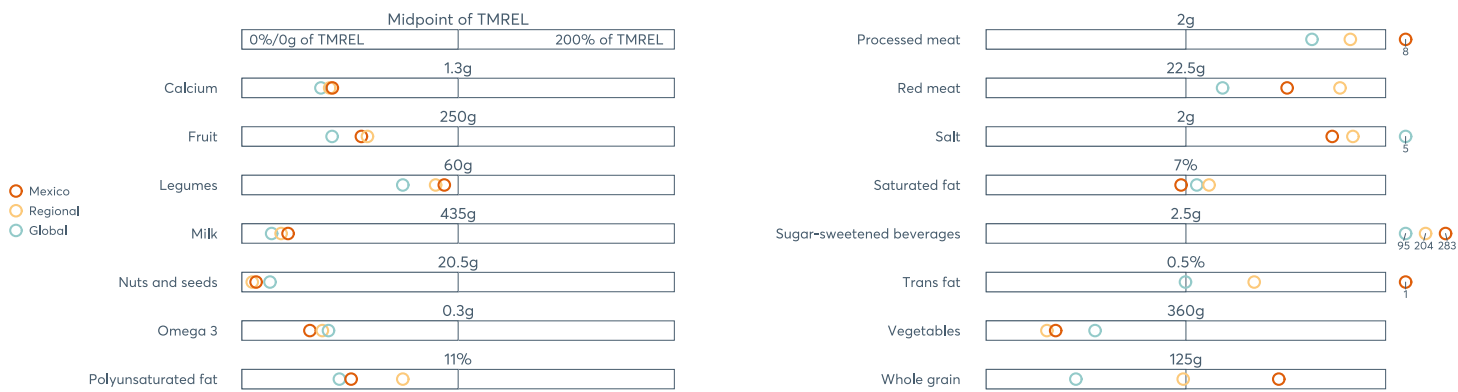 Midpoint of TMREL
0%/0g of TMREL
200% of TMREL
Calcium
1.3g
Fruit
250g
Legumes
60g
Milk
435g
Nuts and seeds
20.5g
Omega 3
0.3g
Polyunsaturated fat
11%
Mexico
Regional
Global
Processed meat
2g
8
Red meat
22.5g
Salt
2g
5
Saturated fat
7%
Sugar-sweetened beverages
2.5g
95 204 283
Trans fat
0.5%
1
Vegetables
360g
Whole grain
125g